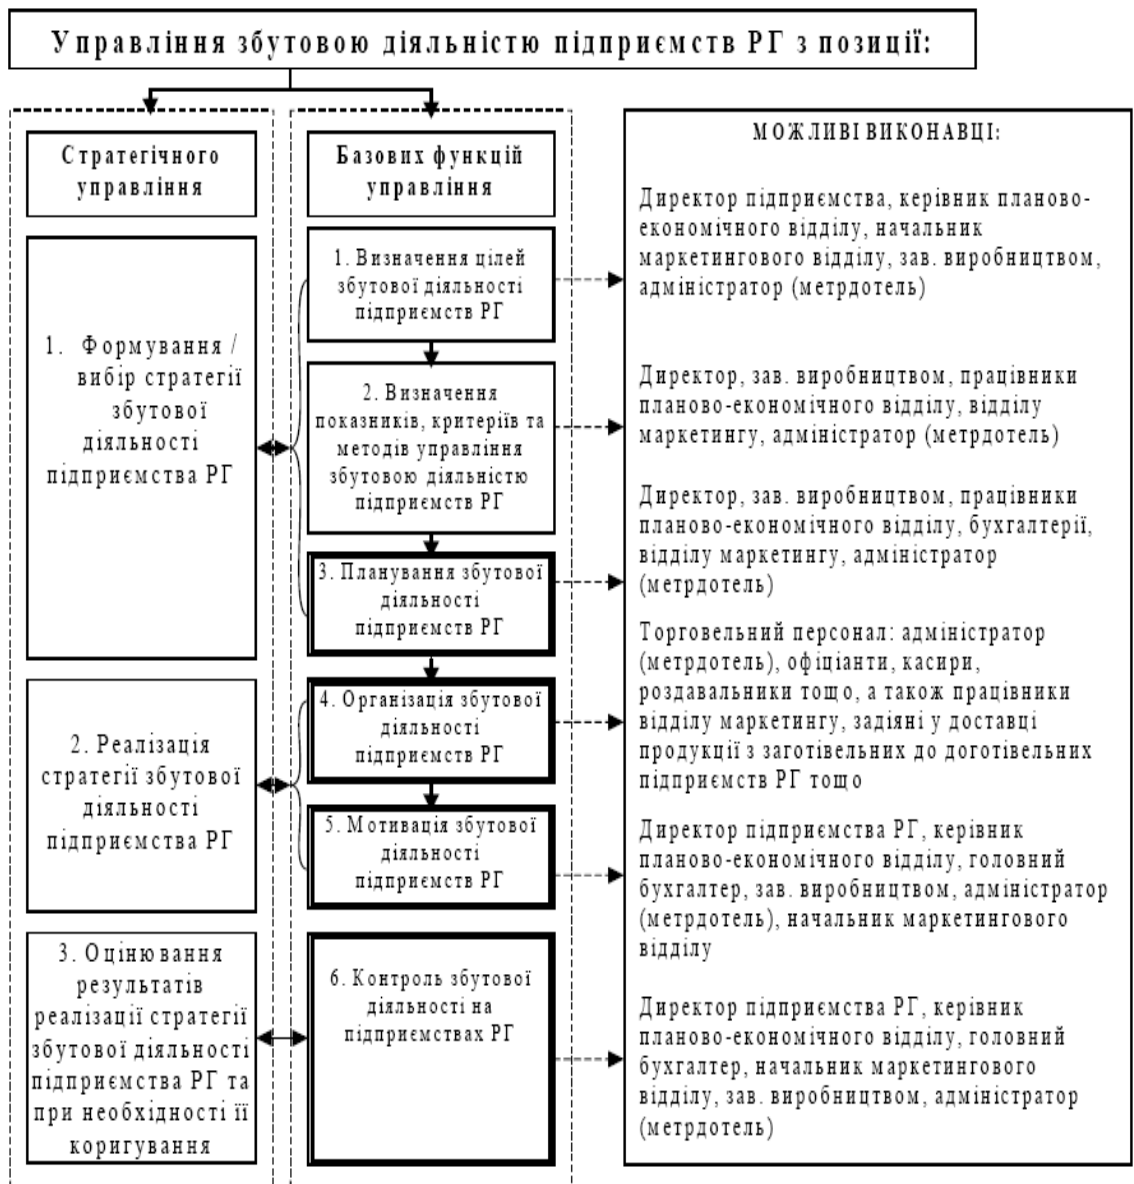 Управління збутовою діяльністю підприємств РГ з позиції:
Стратегічного
управління
1. Формування /
вибір стратегії
збутової
діяльності
підприємства РГ
2. Реалізація
стратегії збутової
діяльності
підприємства РГ
3. Оцінювання
результатів
реалізації стратегії
збутової діяльності
підприємства РГ та
при необхідності її
коригування
Базових функцій
управління
1. Визначення цілей
збутової діяльності
підприємств РГ
2. Визначення
показників, критеріїв та
методів управління
збутовою діяльністю
підприємств РГ
3. Планування збутової
діяльності
підприємств РГ
4. Організація збутової
діяльності
підприємств РГ
5. Мотивація збутової
діяльності
підприємств РГ
6. Контроль збутової
діяльності на
підприємствах РГ
МОЖЛИВІ ВИКОНАВЦІ:
Директор підприємства, керівник планово-
економічного відділу, начальник
маркетингового відділу, зав. виробництвом,
адміністратор (метрдотель)
Директор, зав. виробництвом, працівники
планово-економічного відділу, відділу
маркетингу, адміністратор (метрдотель)
Директор, зав. виробництвом, працівники
планово-економічного відділу, бухгалтерії,
відділу маркетингу, адміністратор
(метрдотель)
Торговельний персонал: адміністратор
(метрдотель), офіціанти, касири,
роздавальники тощо, а також працівники
відділу маркетингу, задіяні у доставці
продукції з заготівельних до доготівельних
підприємств РГ тощо
Директор підприємства РГ, керівник
планово-економічного відділу, головний
бухгалтер, зав. виробництвом, адміністратор
(метрдотель), начальник маркетингового
відділу
Директор підприємства РГ, керівник
планово-економічного відділу, головний
бухгалтер, начальник маркетингового
відділу, зав. виробництвом, адміністратор
(метрдотель)